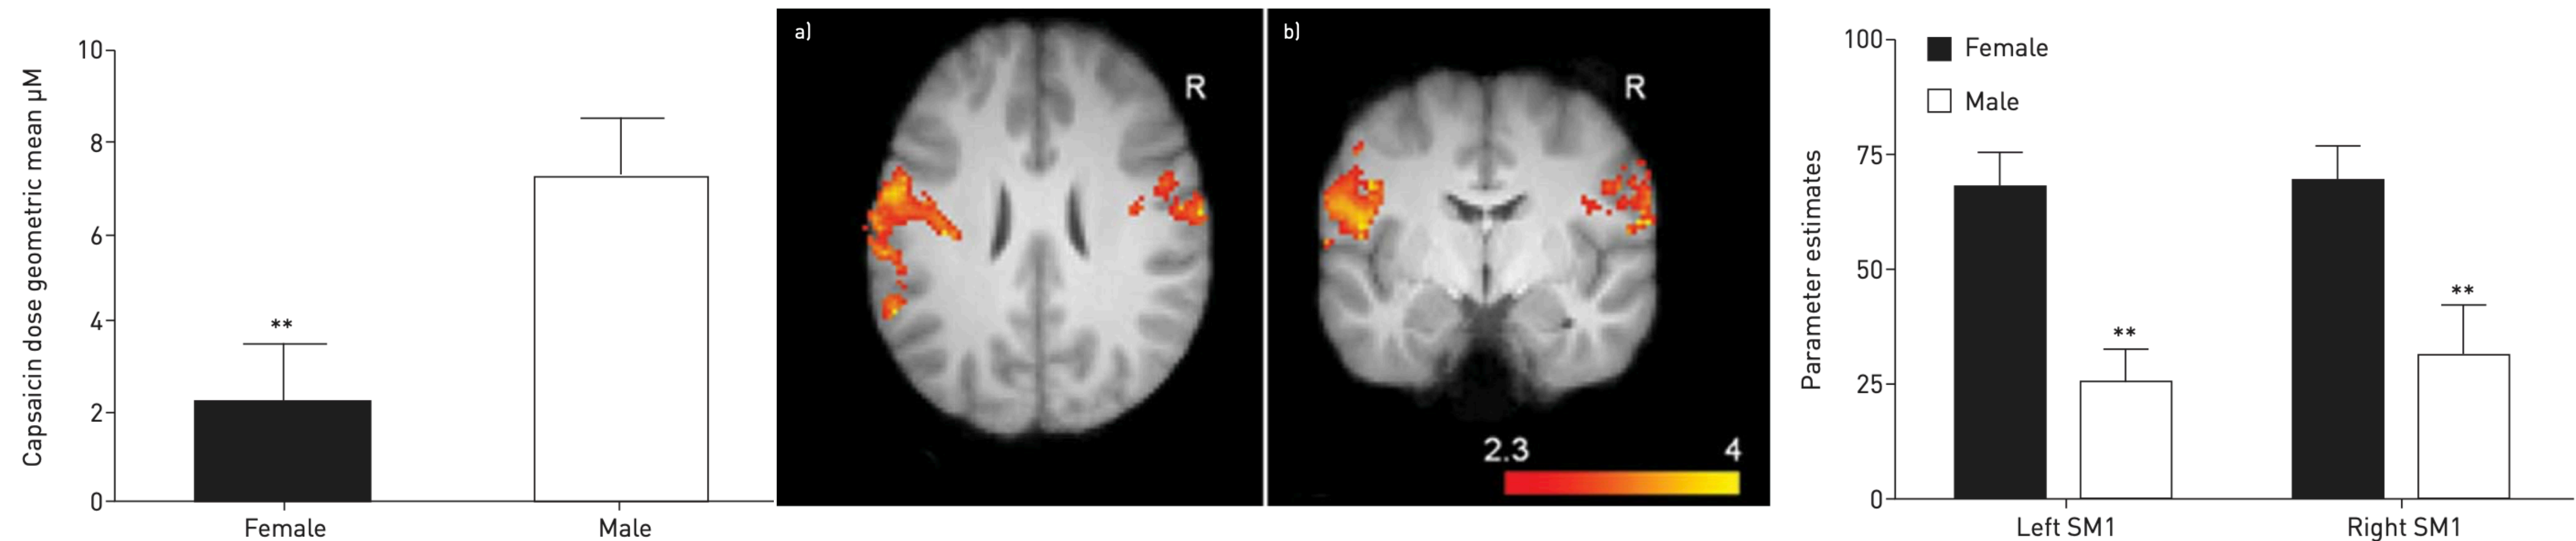 Capsaicin dose geometric mean µM
10
8
6
4
2
0
**
Female
Male
a)
R
b)
R
2.3
4
Parameter estimates
100
75
50
25
0
Female
Male
**
**
Left SM1
Right SM1